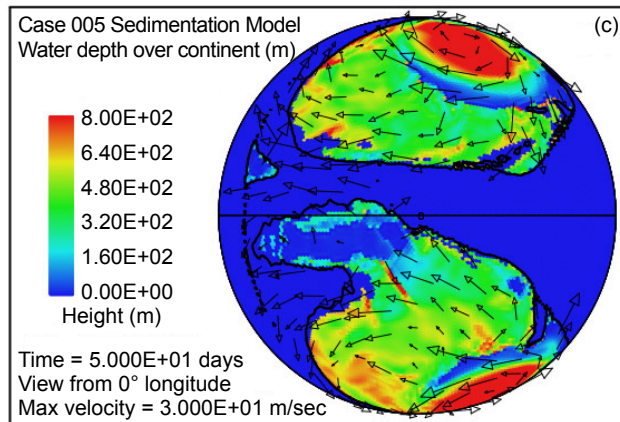 Case 005 Sedimentation Model
Water depth over continent (m)
(c)
8.00E+02
6.40E+02
4.80E+02
3.20E+02
1.60E+02
0.00E+00
Height (m)
Time = 5.000E+01 days
View from 0° longitude
Max velocity = 3.000E+01 m/sec
0